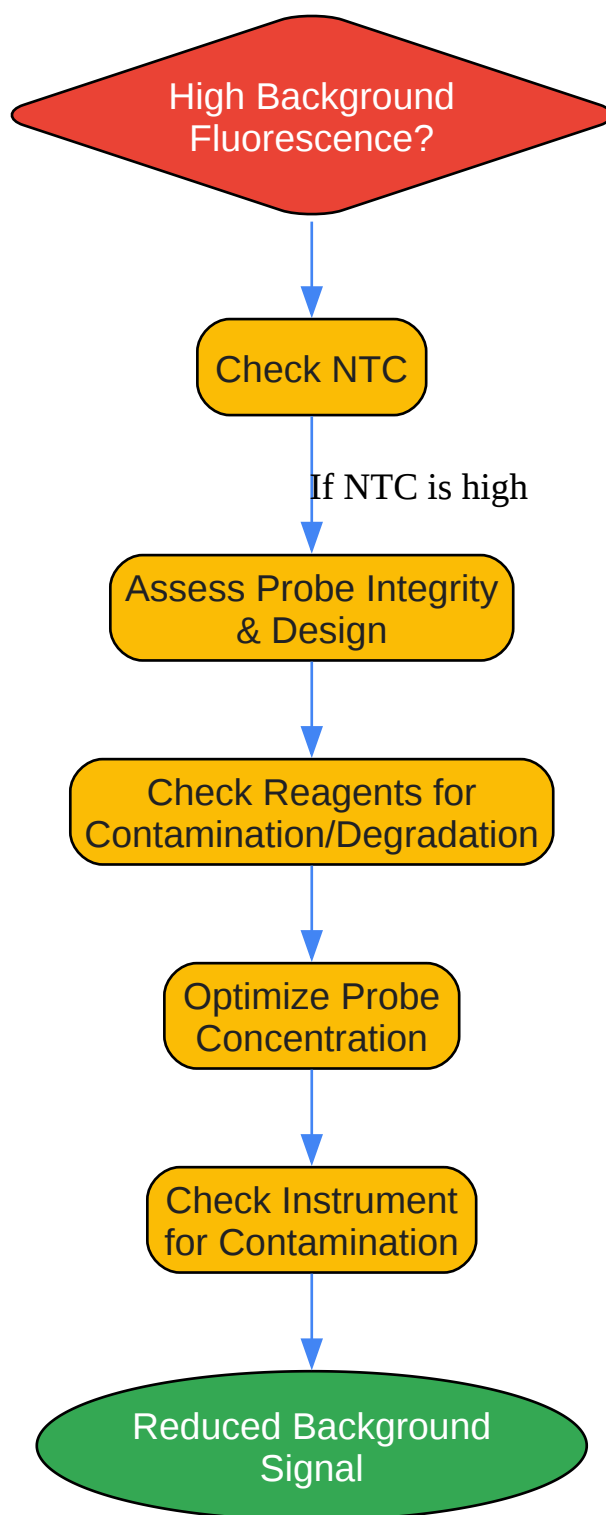 High Background
Fluorescence?
Check NTC
If NTC is high
Assess Probe Integrity
& Design
Check Reagents for
Contamination/Degradation
Optimize Probe
Concentration
Check Instrument
for Contamination
Reduced Background
Signal